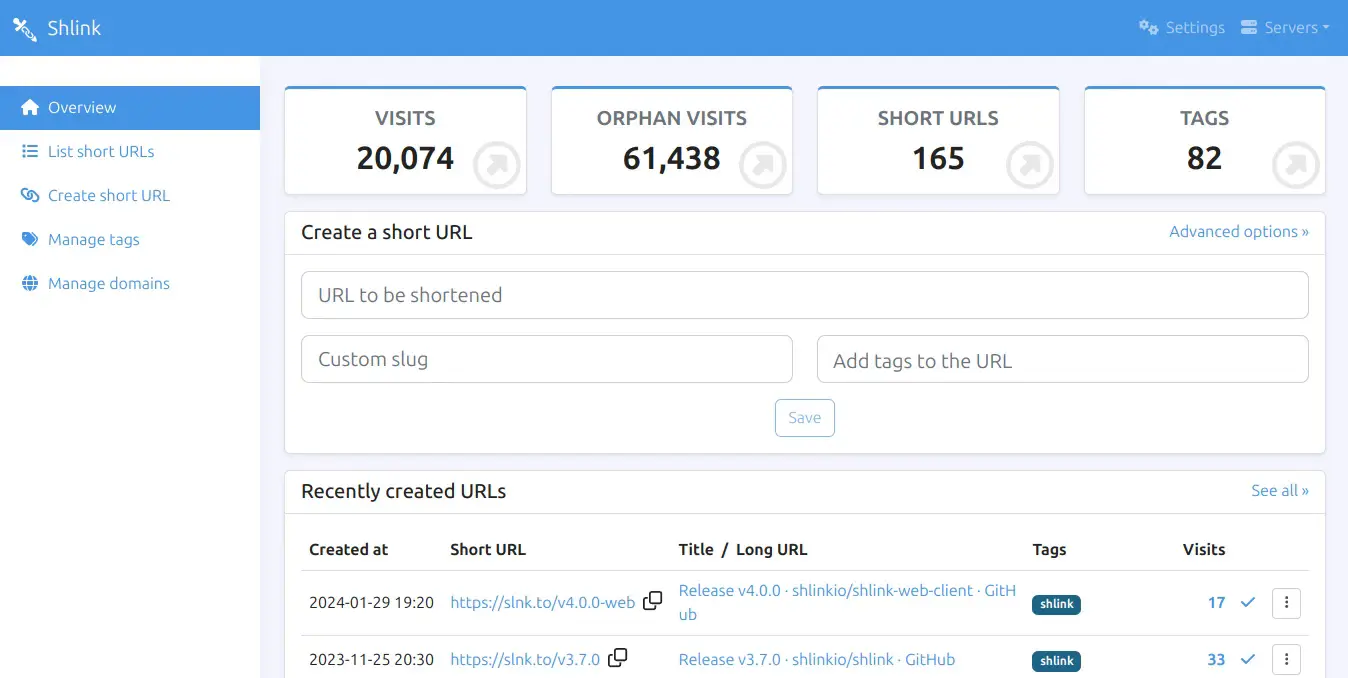 Shlink
Settings Servers
Overview
List short URLs
Create short URL
Manage tags
Manage domains
VISITS
20,074
ORPHAN VISITS
61,438
SHORT URLS
165
TAGS
82
Create a short URL
Advanced options »
URL to be shortened
Custom slug
Add tags to the URL
Save
Recently created URLs
See all »
Created at Short URL Title / Long URL Tags Visits
2024-01-29 19:20 https://slnk.to/v4.0.0-web Release v4.0.0 · shlinkio/shlink-web-client · GitH
ub
shlink
17
2023-11-25 20:30 https://slnk.to/v3.7.0 Release v3.7.0 · shlinkio/shlink · GitHub shlink 33